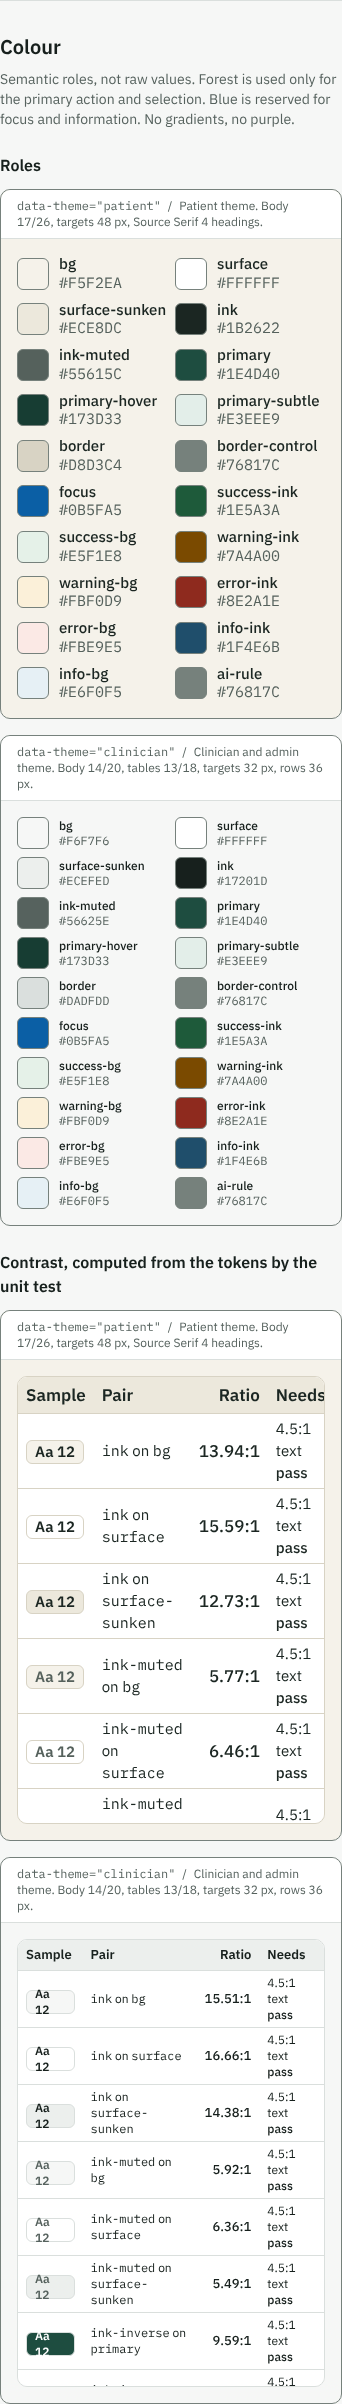 Colour
Semantic roles, not raw values. Forest is used only for
the primary action and selection. Blue is reserved for
focus and information. No gradients, no purple.
Roles
data-theme="patient" / Patient theme. Body
17/26, targets 48 px, Source Serif 4 headings.
bg surface
#F5F2EA #FFFFFF
surface-sunken ink
#ECE8DC #1B2622
ink-muted primary
#55615C #1E4D40
primary-hover primary-subtle
#173D33 #E3EEE9
border border-control
#D8D3C4 #76817C
focus success-ink
#0B5FA5 #1E5A3A
success-bg warning-ink
#E5F1E8 #7A4A00
warning-bg error-ink
#FBF0D9 #8E2A1E
error-bg info-ink
#FBE9E5 #1F4E6B
info-bg ai-rule
#E6F0F5 #76817C
data-theme="clinician" / Clinician and admin
theme. Body 14/20, tables 13/18, targets 32 px, rows 36
px.
bg surface
#F6F7F6 #FFFFFF
surface-sunken ink
#ECEFED #17201D
ink-muted primary
#56625E #1E4D40
primary-hover primary-subtle
#173D33 #E3EEE9
border border-control
#DADFDD #76817C
focus success-ink
#0B5FA5 #1E5A3A
success-bg warning-ink
#E5F1E8 #7A4A00
warning-bg error-ink
#FBF0D9 #8E2A1E
error-bg info-ink
#FBE9E5 #1F4E6B
info-bg ai-rule
#E6F0F5 #76817C
Contrast, computed from the tokens by the
unit test
data-theme="patient" / Patient theme. Body
17/26, targets 48 px, Source Serif 4 headings.
Sample Pair Ratio Needs
Aa 12 ink on bg 13.94:1 4.5:1
text
pass
Aa 12 ink on
surface 15.59:1 4.5:1
text
pass
Aa 12 ink on
surface-
sunken 12.73:1 4.5:1
text
pass
Aa 12 ink-muted
on bg 5.77:1 4.5:1
text
pass
Aa 12 ink-muted
on
surface 6.46:1 4.5:1
text
pass
ink-muted
4.5:1
data-theme="clinician" / Clinician and admin
theme. Body 14/20, tables 13/18, targets 32 px, rows 36
px.
Sample Pair Ratio Needs
Aa
12 ink on bg 15.51:1 4.5:1
text
pass
Aa
12 ink on surface 16.66:1 4.5:1
text
pass
Aa
12 ink on
surface-
sunken 14.38:1 4.5:1
text
pass
Aa
12 ink-muted on
bg 5.92:1 4.5:1
text
pass
Aa
12 ink-muted on
surface 6.36:1 4.5:1
text
pass
Aa
12 ink-muted on
surface-
sunken 5.49:1 4.5:1
text
pass
Aa
12 ink-inverse on
primary 9.59:1 4.5:1
text
pass
4.5:1